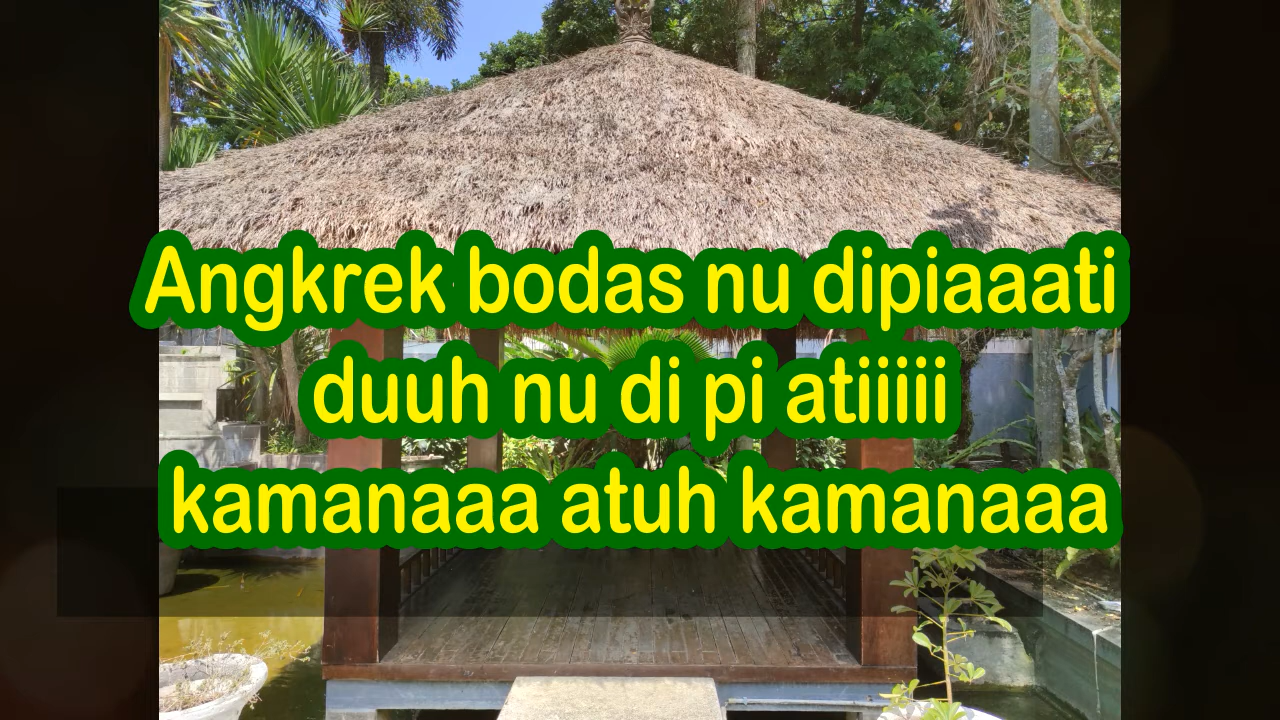 Angkrek bodas nu dipiaaati
duuh nu di pi atiiiii
kamanaaa atuh kamanaaa